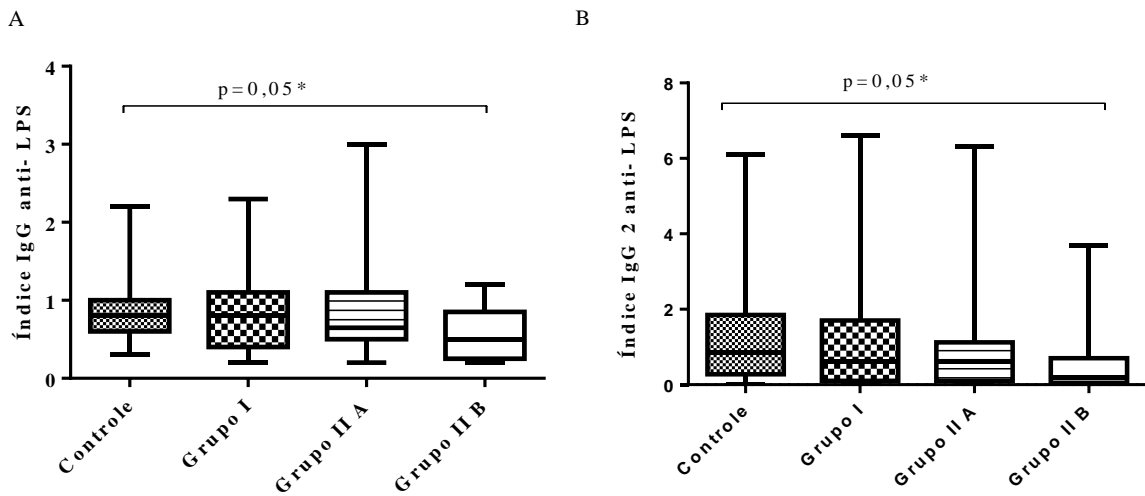 A
B
p=0,05*
p=0,05*
Índice IgG anti- LPS
4
3
2
1
0
Controle
Grupo I
Grupo II A
Grupo II B
Índice IgG 2 anti- LPS
8
6
4
2
0
Controle
Grupo I
Grupo II A
Grupo II B